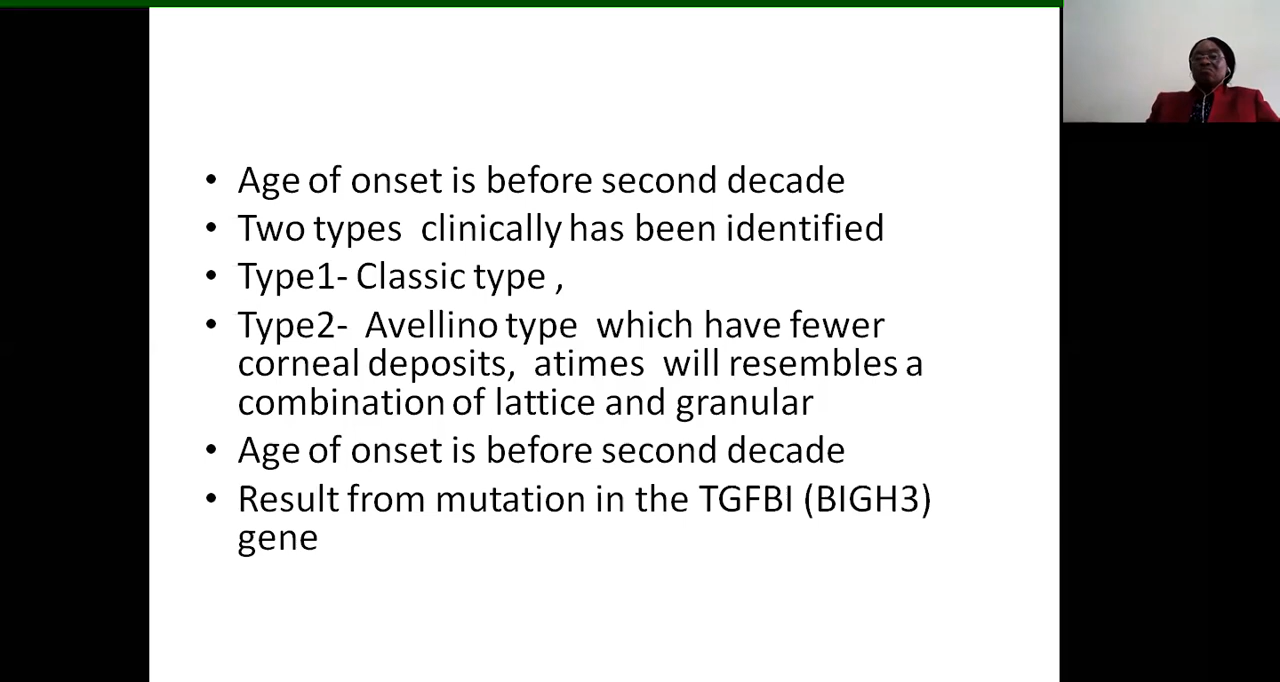 • Age of onset is before second decade
• Two types clinically has been identified
• Type1- Classic type ,
• Type2- Avellino type which have fewer
corneal deposits, atimes will resembles a
combination of lattice and granular
• Age of onset is before second decade
• Result from mutation in the TGFBI (BIGH3)
gene